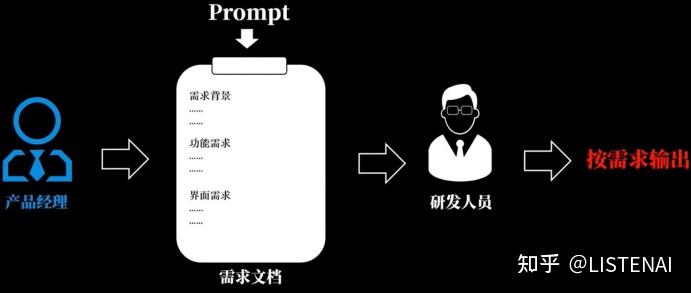 Prompt
需求背景
......
......
功能需求
......
......
界面需求
......
......
产品经理
需求文档
研发人员
按需求输出
知乎 @LISTENAI